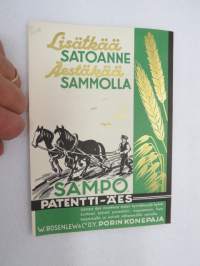 Lisätkää
SATOANNE
Äestäkää
SAMMOLLA
SAMPO
PATENTTI-ÄES
W. ROSENLEW & Co O.Y. PORIN KONEPAJA